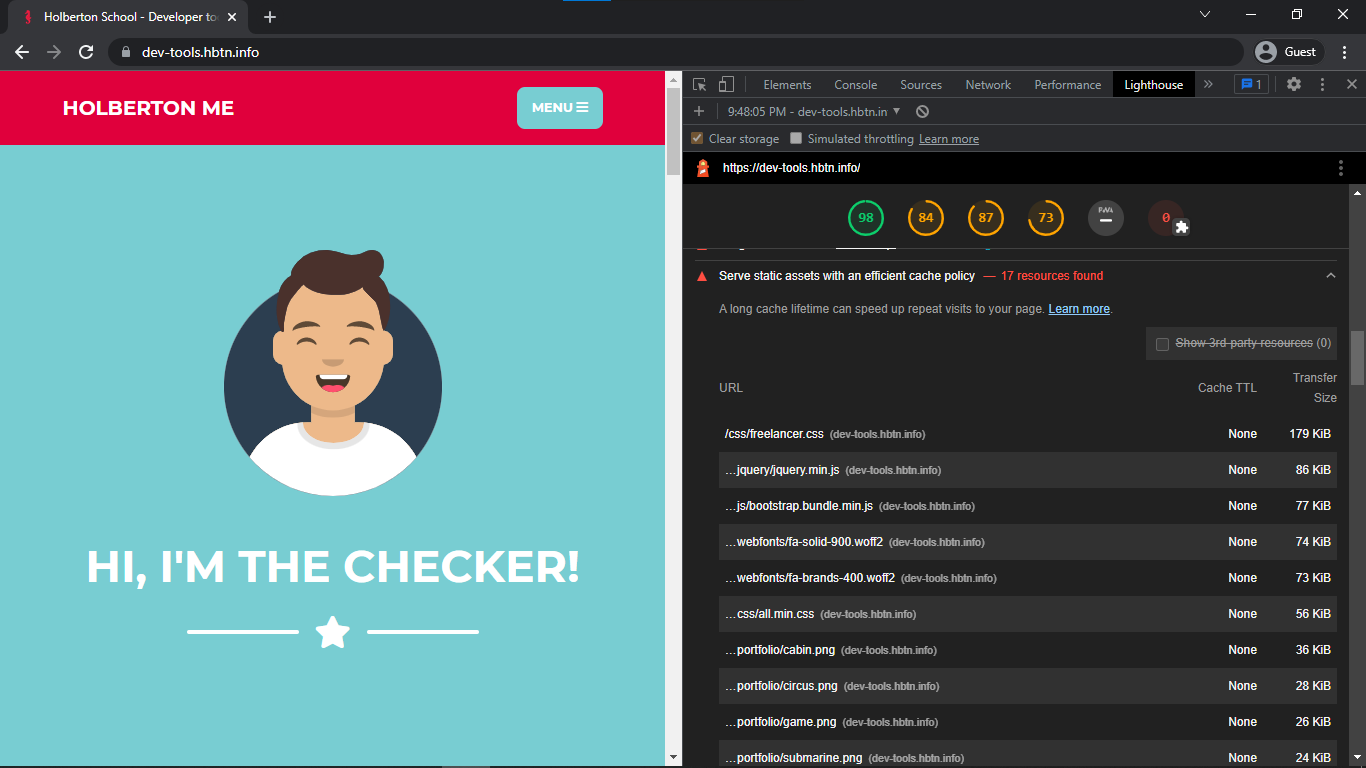 Holberton School - Developer to
dev-tools.hbtn.info
Guest
HOLBERTON ME
MENU
HI, I'M THE CHECKER!
Elements Console Sources Network Performance Lighthouse » 1
9:48:05 PM - dev-tools.hbtn.in
Clear storage Simulated throttling Learn more
https://dev-tools.hbtn.info/
98 84 87 73 PWA 0
Serve static assets with an efficient cache policy — 17 resources found
A long cache lifetime can speed up repeat visits to your page. Learn more.
Show 3rd-party resources (0)
URL Cache TTL Transfer
Size
/css/freelancer.css (dev-tools.hbtn.info) None 179 KiB
…jquery/jquery.min.js (dev-tools.hbtn.info) None 86 KiB
…js/bootstrap.bundle.min.js (dev-tools.hbtn.info) None 77 KiB
…webfonts/fa-solid-900.woff2 (dev-tools.hbtn.info) None 74 KiB
…webfonts/fa-brands-400.woff2 (dev-tools.hbtn.info) None 73 KiB
…css/all.min.css (dev-tools.hbtn.info) None 56 KiB
…portfolio/cabin.png (dev-tools.hbtn.info) None 36 KiB
…portfolio/circus.png (dev-tools.hbtn.info) None 28 KiB
…portfolio/game.png (dev-tools.hbtn.info) None 26 KiB
…portfolio/submarine.png (dev-tools.hbtn.info) None 24 KiB